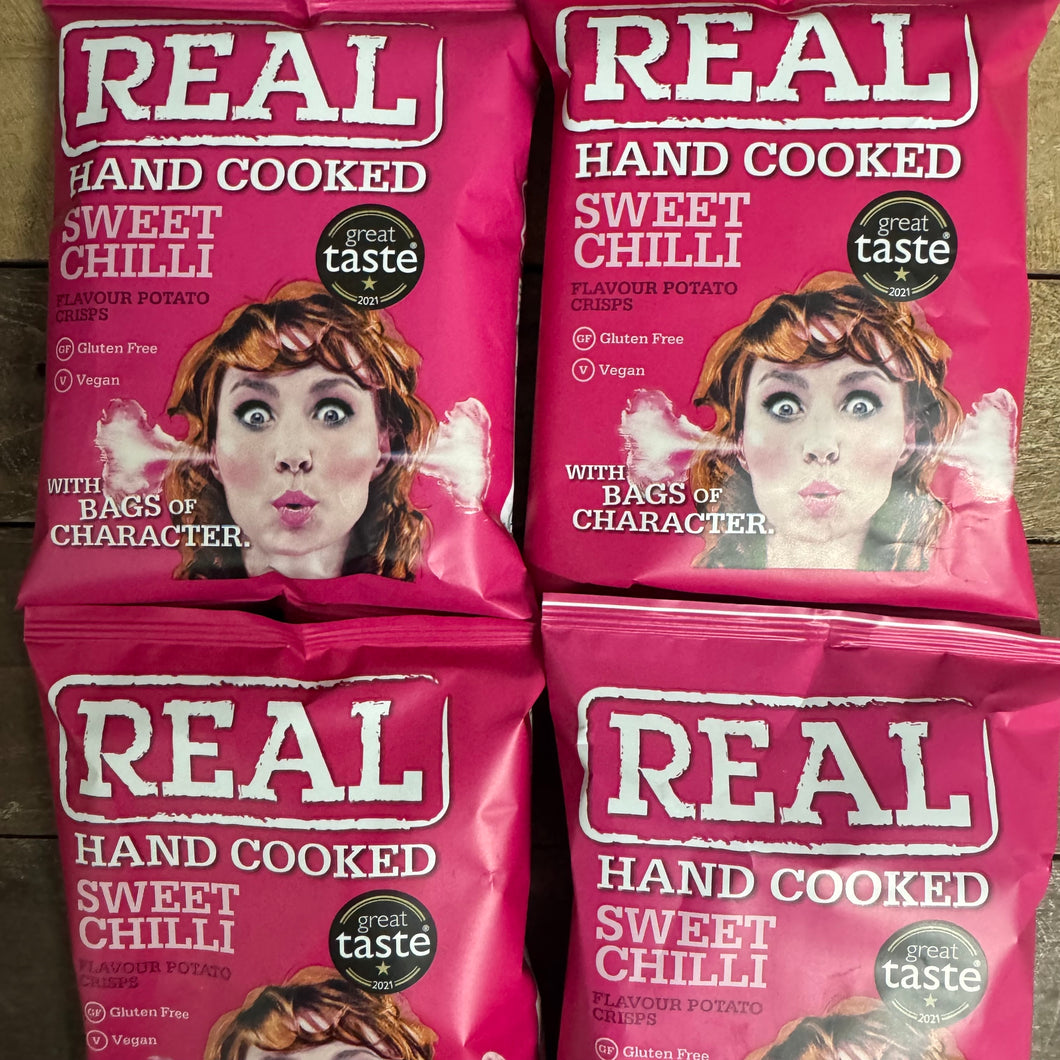 REAL
HAND COOKED
SWEET
CHILLI
FLAVOUR POTATO
CRISPS
GF Gluten Free
V Vegan
great
taste®
2021
WITH
BAGS OF
CHARACTER.
REAL
HAND COOKED
SWEET
CHILLI
FLAVOUR POTATO
CRISPS
GF Gluten Free
V Vegan
great
taste®
2021
WITH
BAGS OF
CHARACTER.
REAL
HAND COOKED
SWEET
CHILLI
FLAVOUR POTATO
CRISPS
GF Gluten Free
V Vegan
great
taste®
2021
REAL
HAND COOKED
SWEET
CHILLI
FLAVOUR POTATO
CRISPS
GF Gluten Free
great
taste®
2021